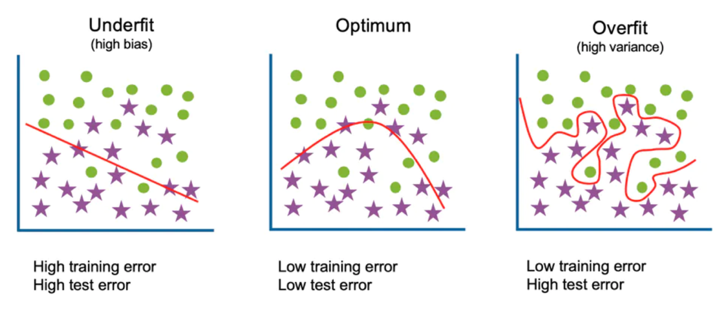 Underfit
(high bias)
Optimum
Overfit
(high variance)
High training error
High test error
Low training error
Low test error
Low training error
High test error